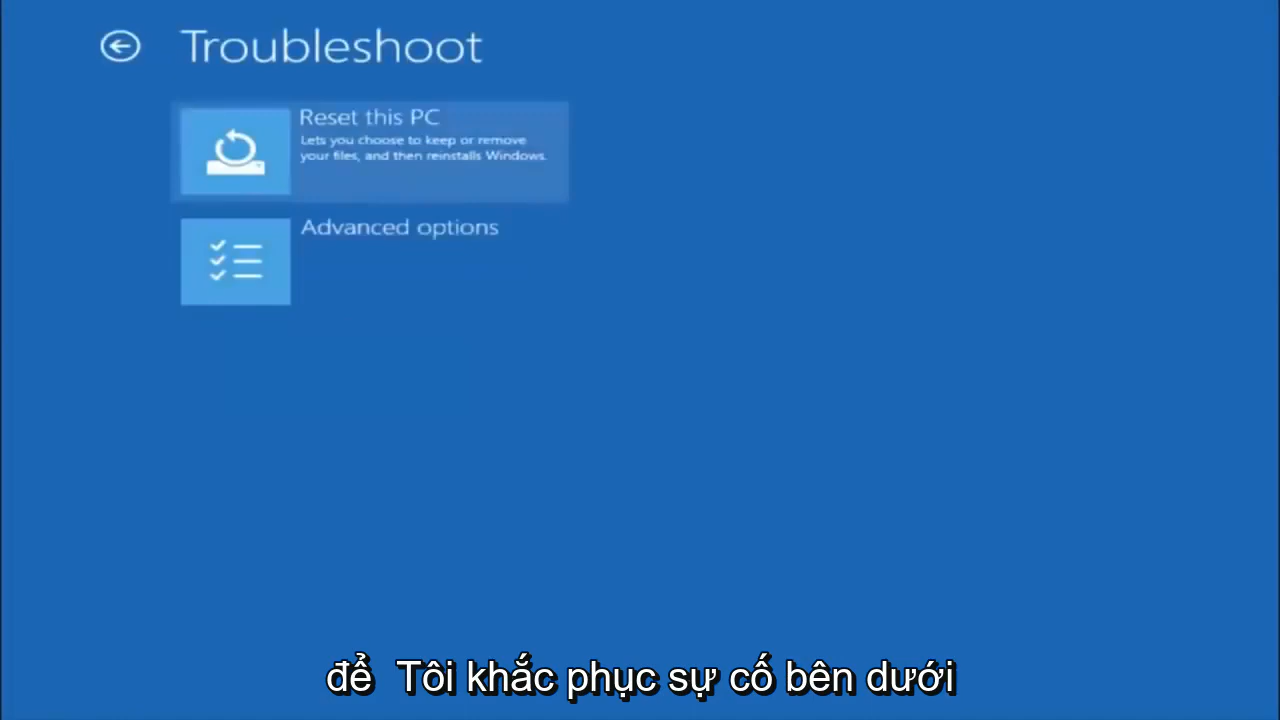 Troubleshoot
Reset this PC
Lets you choose to keep or remove
your files, and then reinstalls Windows.
Advanced options
để Tôi khắc phục sự cố bên dưới